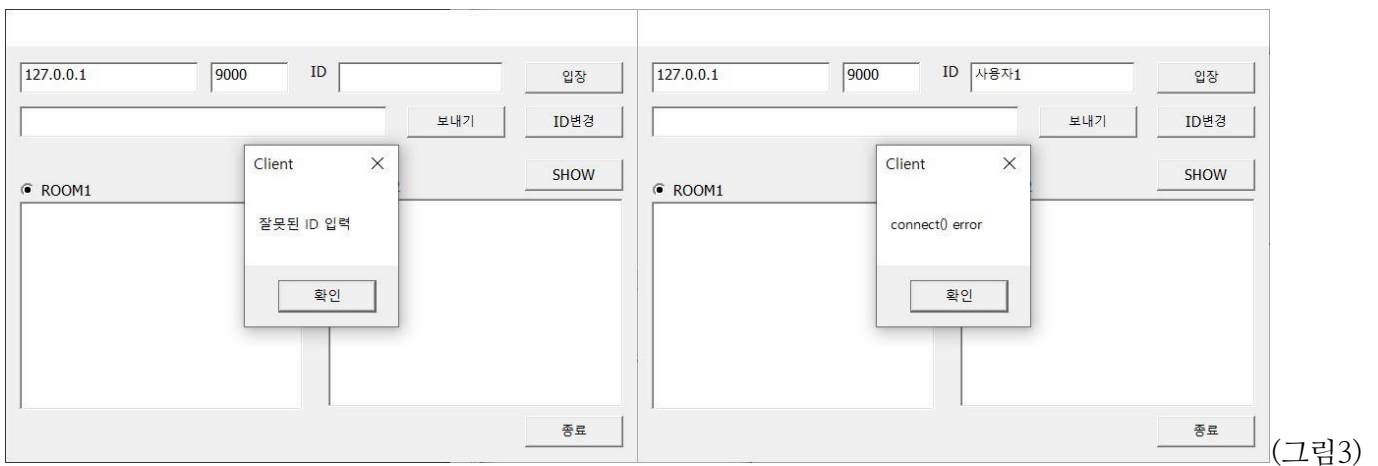 127.0.0.1 9000 ID 입장
보내기 ID변경
Client
SHOW
ROOM1
잘못된 ID 입력
확인
종료
127.0.0.1 9000 ID 사용자1 입장
보내기 ID변경
Client
SHOW
ROOM1
connect() error
확인
종료
(그림3)